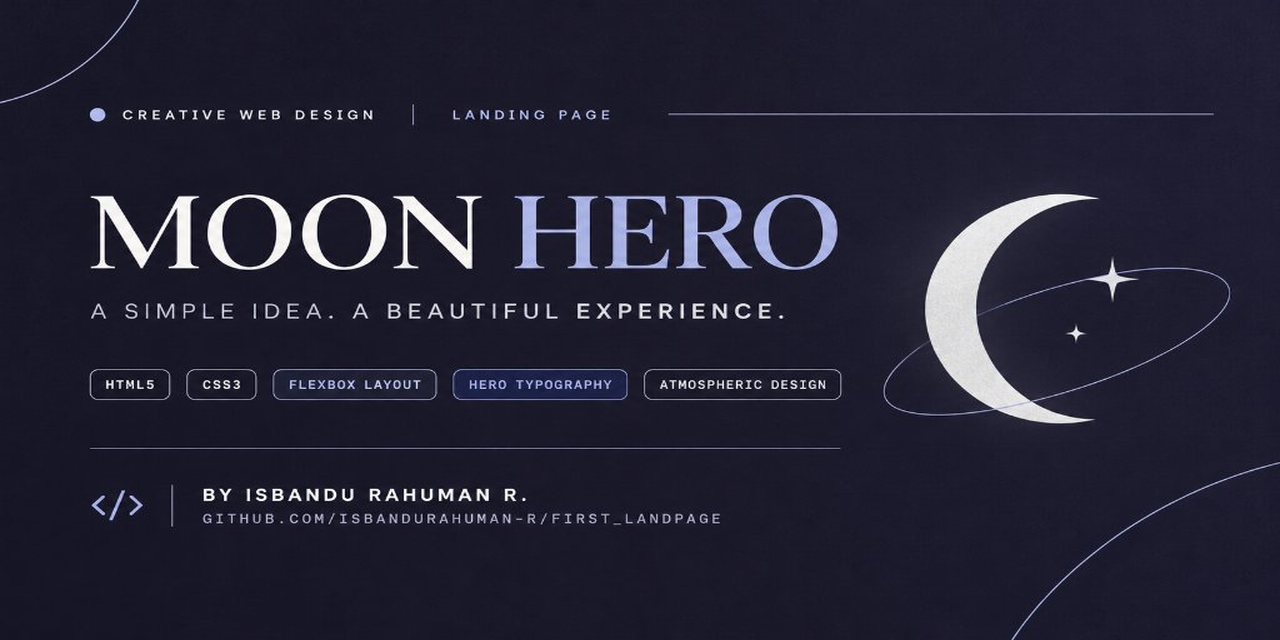 CREATIVE WEB DESIGN | LANDING PAGE
MOON HERO
A SIMPLE IDEA. A BEAUTIFUL EXPERIENCE.
HTML5 CSS3 FLEXBOX LAYOUT HERO TYPOGRAPHY ATMOSPHERIC DESIGN
</> BY ISBANDU RAHUMAN R.
GITHUB.COM/ISBANDURAHUMAN-R/FIRST_LANDPAGE